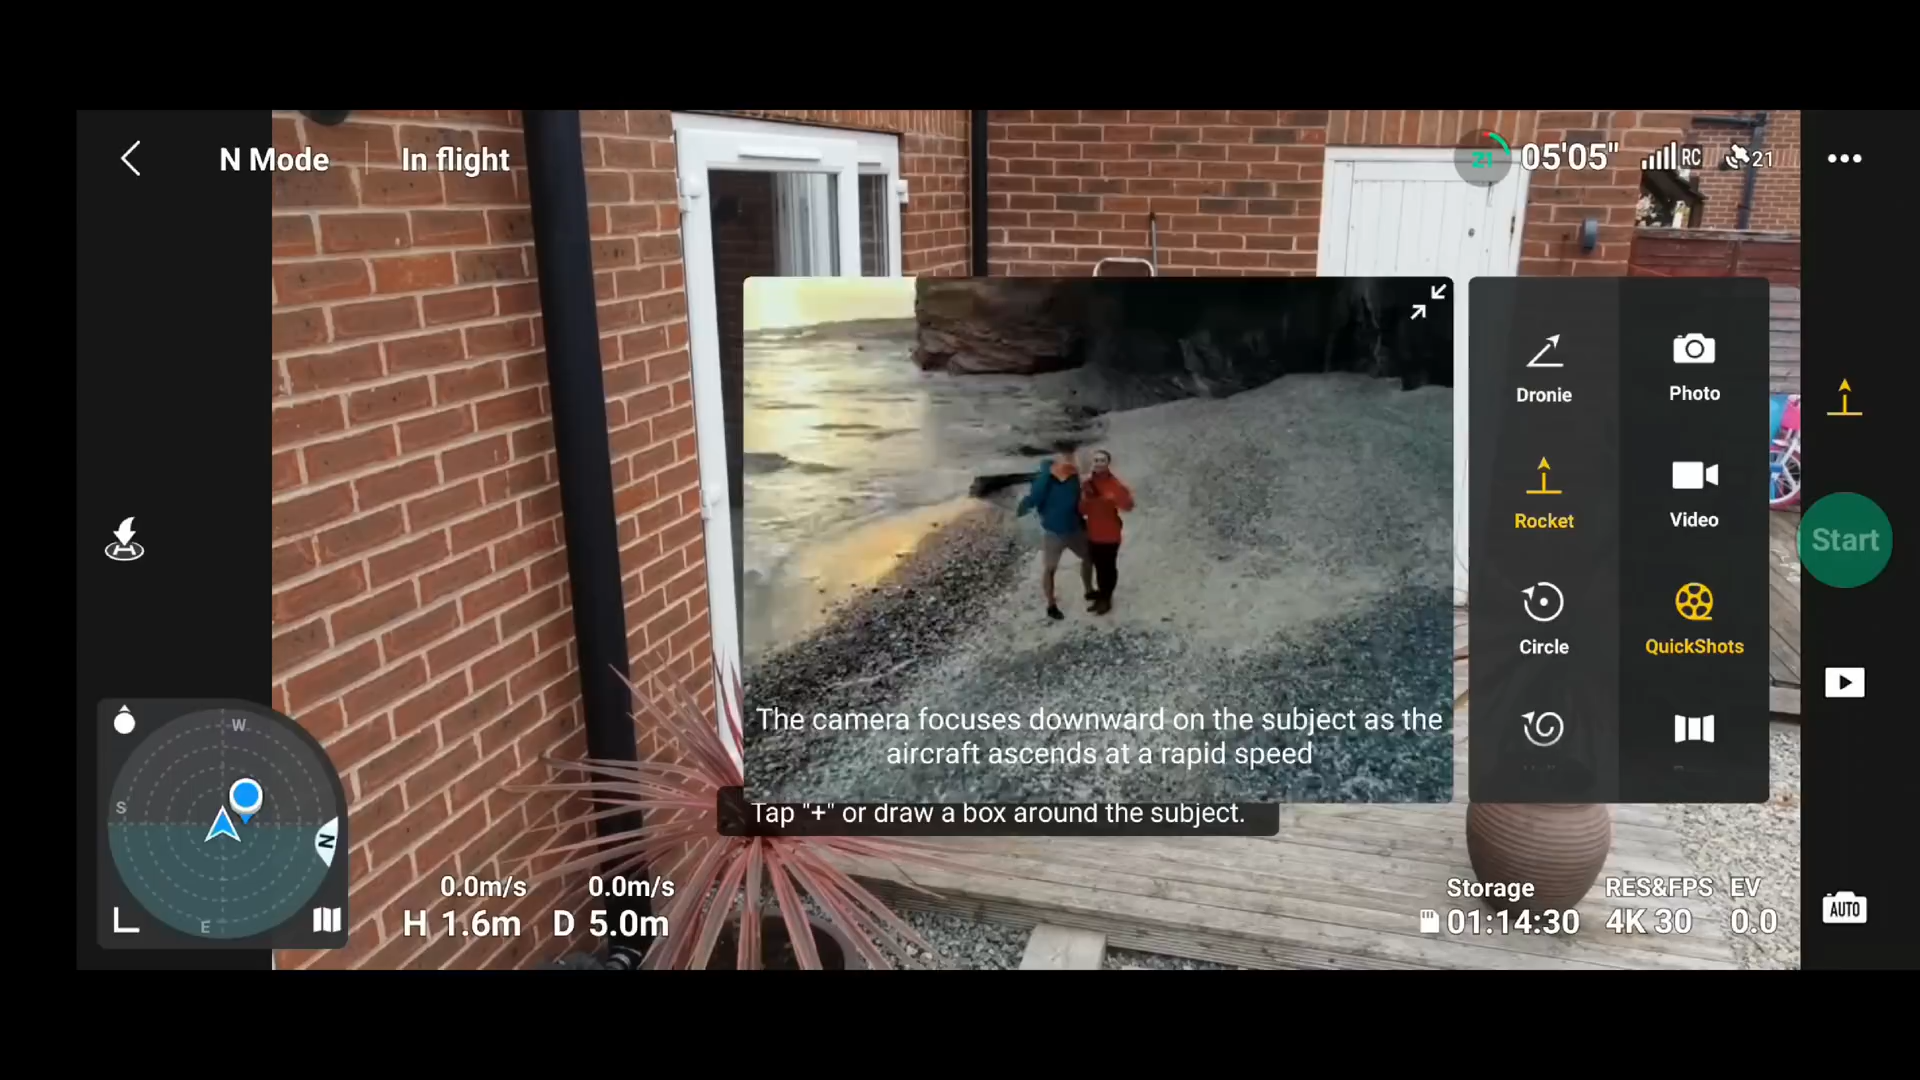 N Mode
In flight
21
05'05"
RC
21
Dronie
Photo
Rocket
Video
Start
Circle
QuickShots
The camera focuses downward on the subject as the
aircraft ascends at a rapid speed
Tap "+" or draw a box around the subject.
W
S
N
E
0.0m/s
0.0m/s
H 1.6m
D 5.0m
Storage
RES&FPS
EV
01:14:30
4K 30
0.0
AUTO